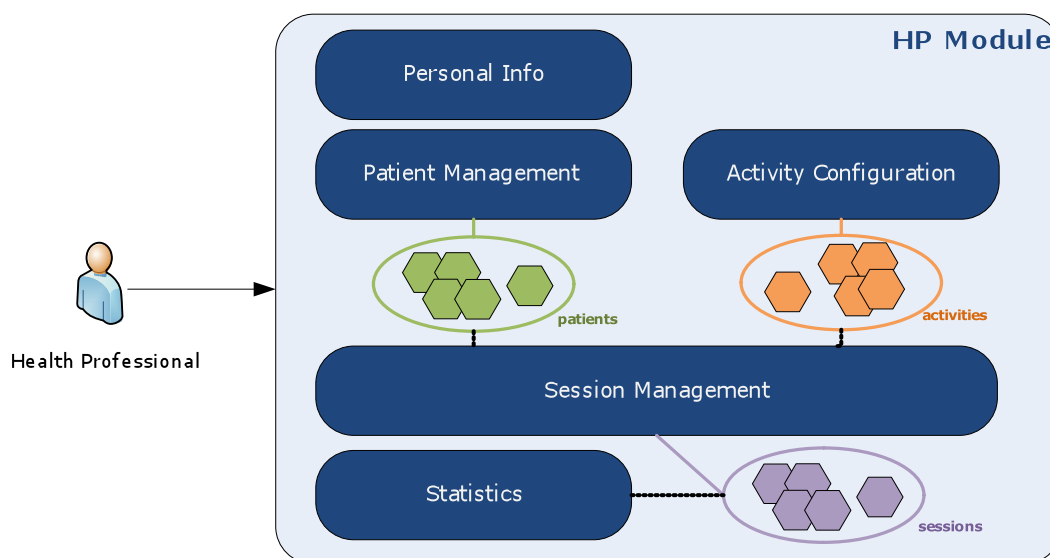 HP Module
Personal Info
Patient Management
Activity Configuration
patients
activities
Health Professional
Session Management
Statistics
sessions